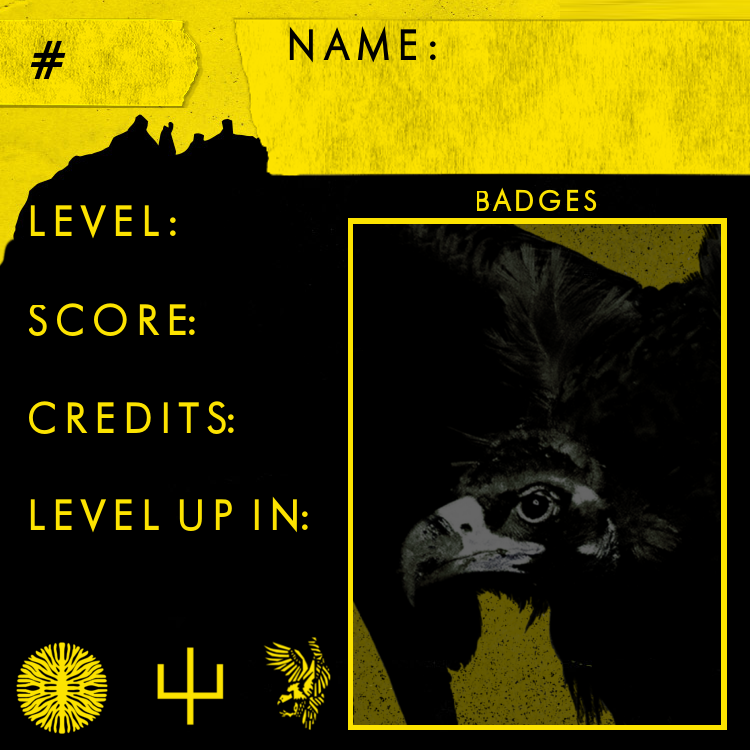 #
NAME:
BADGES
LEVEL:
SCORE:
CREDITS:
LEVEL UP IN: